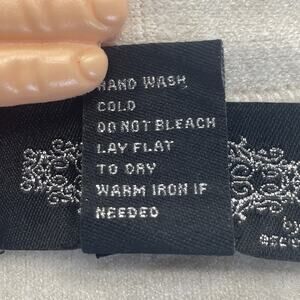 HAND WASH
COLD
DO NOT BLEACH
LAY FLAT
TO DRY
WARM IRON IF
NEEDED